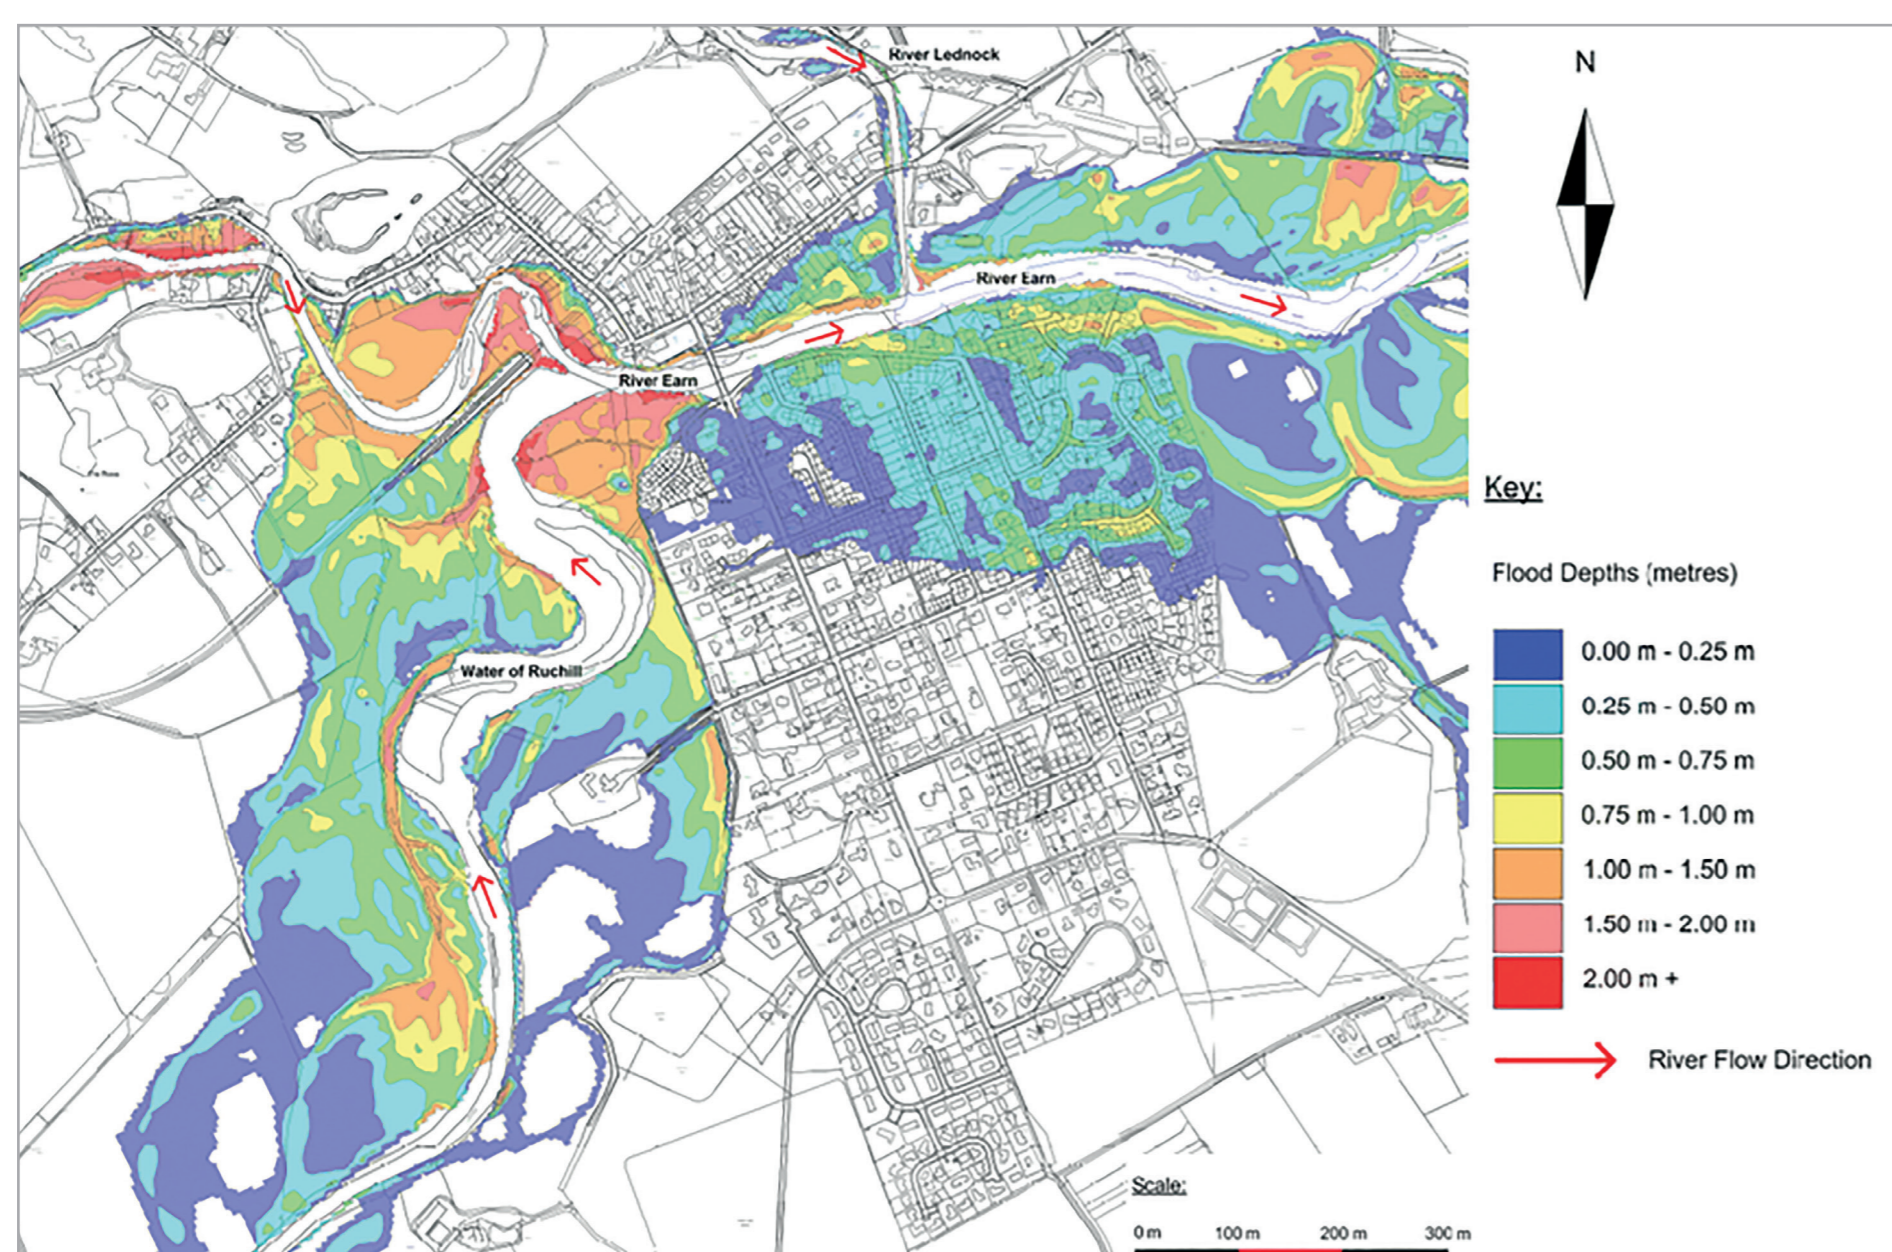 River Lednock
N
River Earn
River Earn
Water of Ruchill
Key:
Flood Depths (metres)
0.00 m - 0.25 m
0.25 m - 0.50 m
0.50 m - 0.75 m
0.75 m - 1.00 m
1.00 m - 1.50 m
1.50 m - 2.00 m
2.00 m +
River Flow Direction
Scale:
0 m 100 m 200 m 300 m